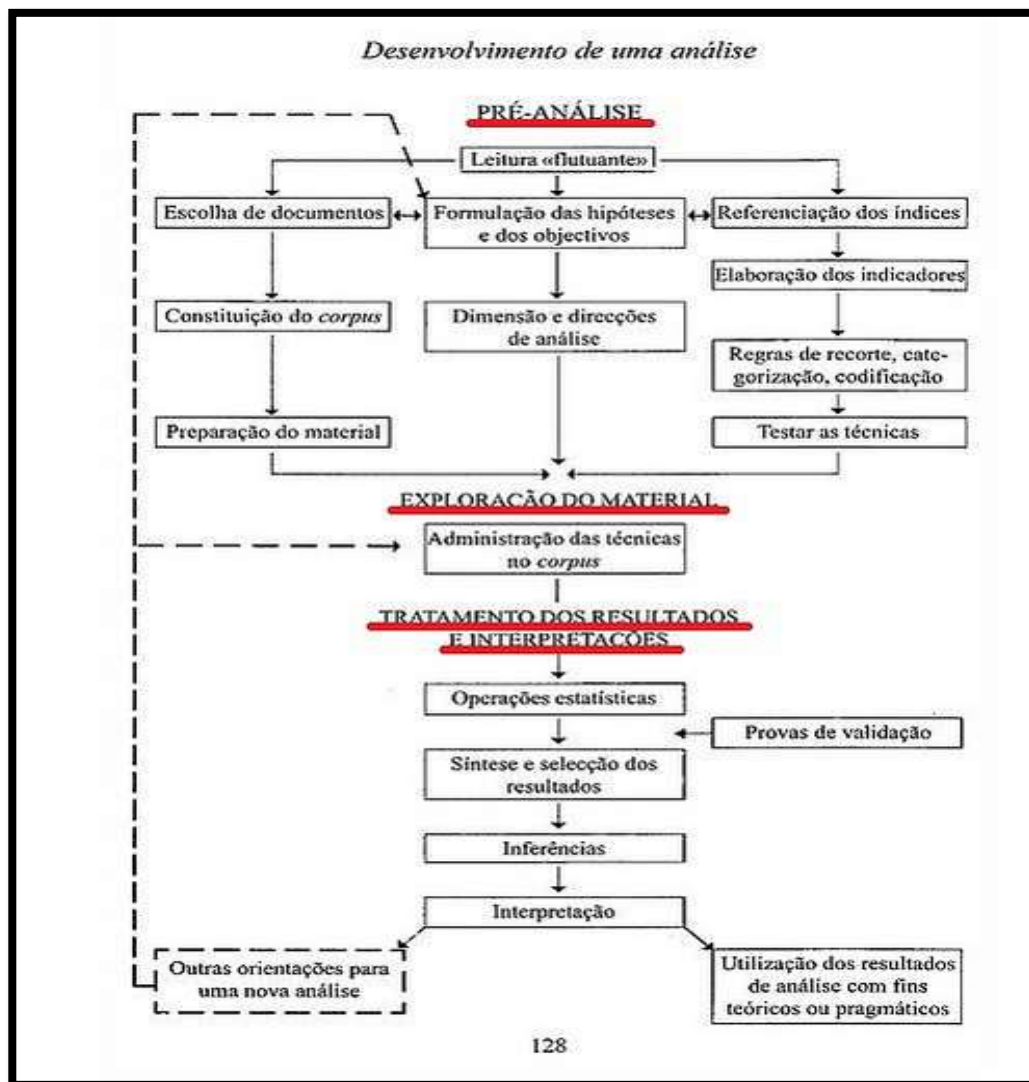 Desenvolvimento de uma análise
PRÉ-ANÁLISE
Leitura «flutuante»
Escolha de documentos
Formulação das hipóteses
e dos objectivos
Referenciação dos índices
Elaboração dos indicadores
Constituição do corpus
Dimensão e direcções
de análise
Regras de recorte, cate-
gorização, codificação
Preparação do material
Testar as técnicas
EXPLORAÇÃO DO MATERIAL
Administração das técnicas
no corpus
TRATAMENTO DOS RESULTADOS
E INTERPRETAÇÕES
Operações estatísticas
Provas de validação
Síntese e selecção dos
resultados
Inferências
Interpretação
Outras orientações para
uma nova análise
Utilização dos resultados
de análise com fins
teóricos ou pragmáticos
128